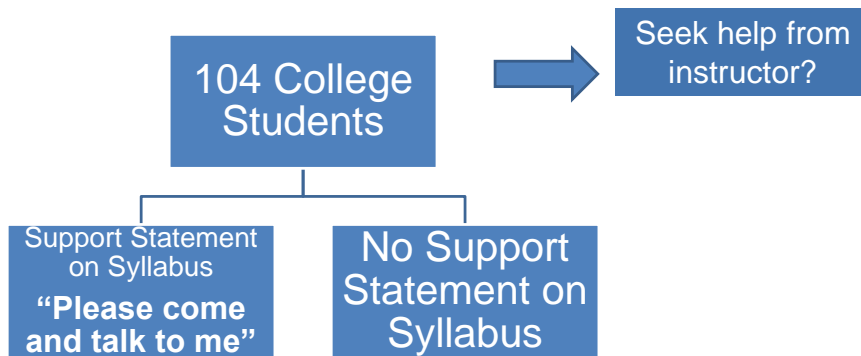 Seek help from
instructor?
104 College
Students
Support Statement
on Syllabus
“Please come
and talk to me”
No Support
Statement on
Syllabus